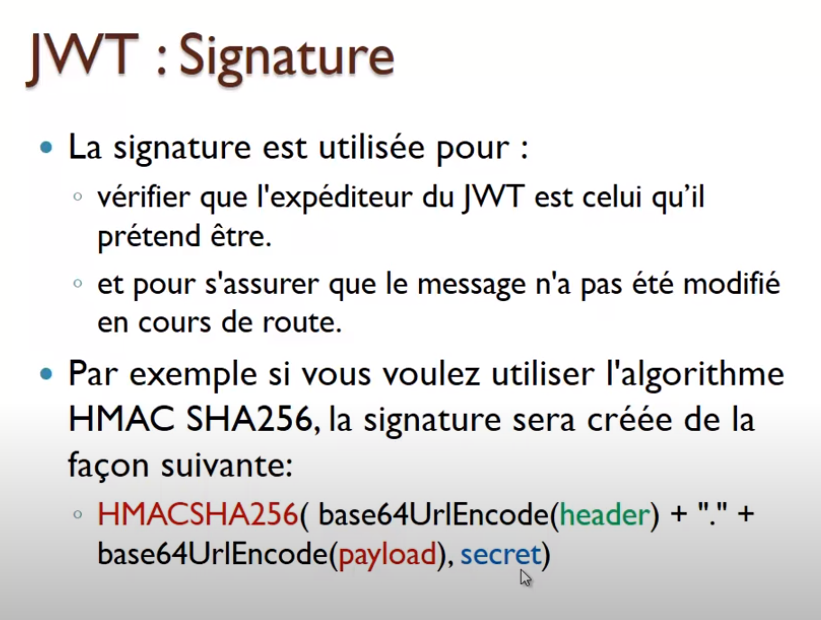 JWT : Signature
• La signature est utilisée pour :
◦ vérifier que l'expéditeur du JWT est celui qu’il
prétend être.
◦ et pour s'assurer que le message n'a pas été modifié
en cours de route.
• Par exemple si vous voulez utiliser l'algorithme
HMAC SHA256, la signature sera créée de la
façon suivante:
◦ HMACSHA256( base64UrlEncode(header) + "." +
base64UrlEncode(payload), secret)